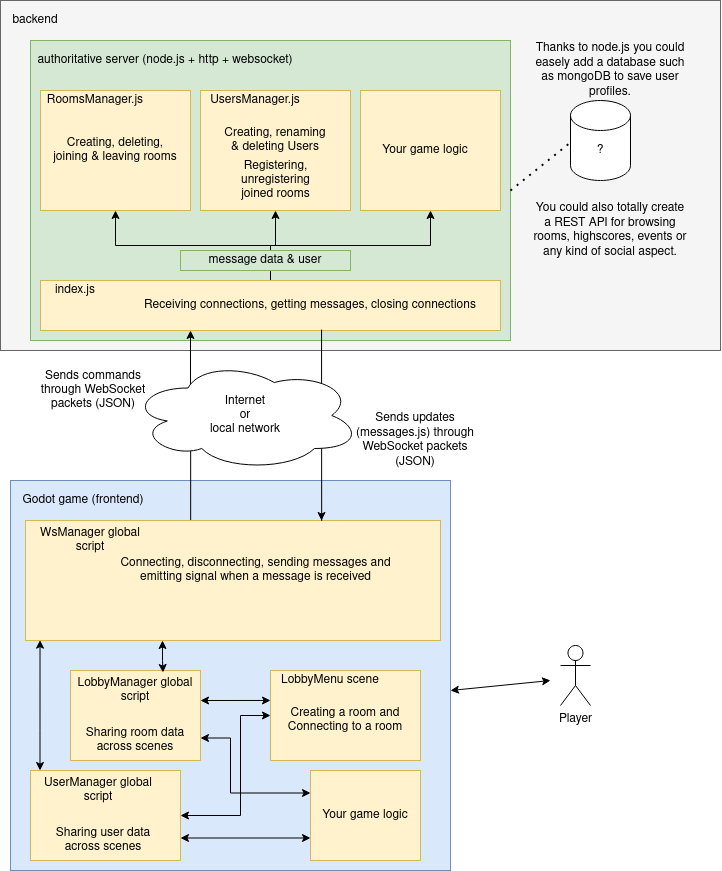 backend
authoritative server (node.js + http + websocket)
RoomsManager.js
Creating, deleting,
joining & leaving rooms
UsersManager.js
Creating, renaming
& deleting Users
Registering,
unregistering
joined rooms
Your game logic
message data & user
index.js
Receiving connections, getting messages, closing connections
Thanks to node.js you could
easely add a database such
as mongoDB to save user
profiles.
?
You could also totally create
a REST API for browsing
rooms, highscores, events or
any kind of social aspect.
Sends commands
through WebSocket
packets (JSON)
Internet
or
local network
Sends updates
(messages.js) through
WebSocket packets
(JSON)
Godot game (frontend)
WsManager global
script
Connecting, disconnecting, sending messages and
emitting signal when a message is received
LobbyManager global
script
Sharing room data
across scenes
LobbyMenu scene
Creating a room and
Connecting to a room
UserManager global
script
Sharing user data
across scenes
Your game logic
Player